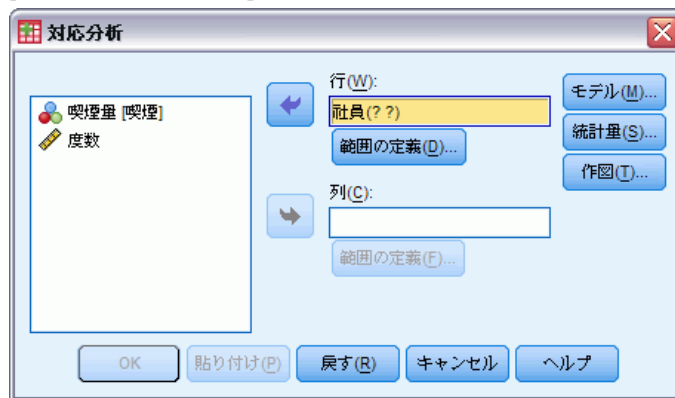 対応分析
行(W):
喫煙量 [喫煙]
度数
社員(? ?)
範囲の定義(D)...
モデル(M)...
統計量(S)...
作図(T)...
列(C):
範囲の定義(F)...
OK
貼り付け(P)
戻す(R)
キャンセル
ヘルプ